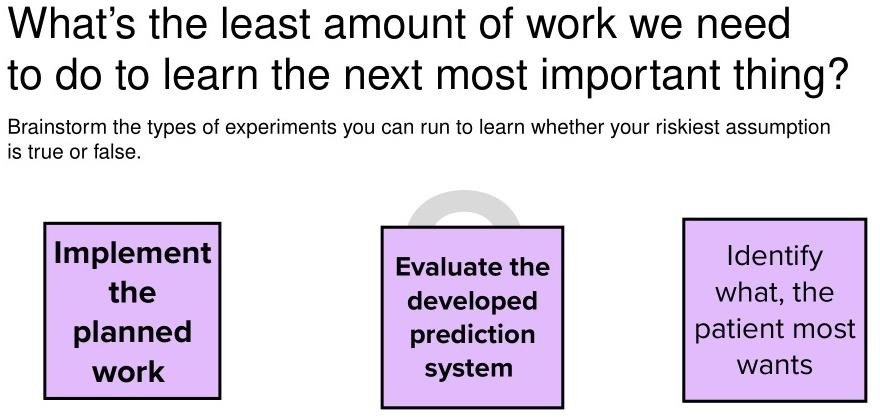 What's the least amount of work we need
to do to learn the next most important thing?
Brainstorm the types of experiments you can run to learn whether your riskiest assumption
is true or false.
Implement
the
planned
work
Evaluate the
developed
prediction
system
Identify
what, the
patient most
wants